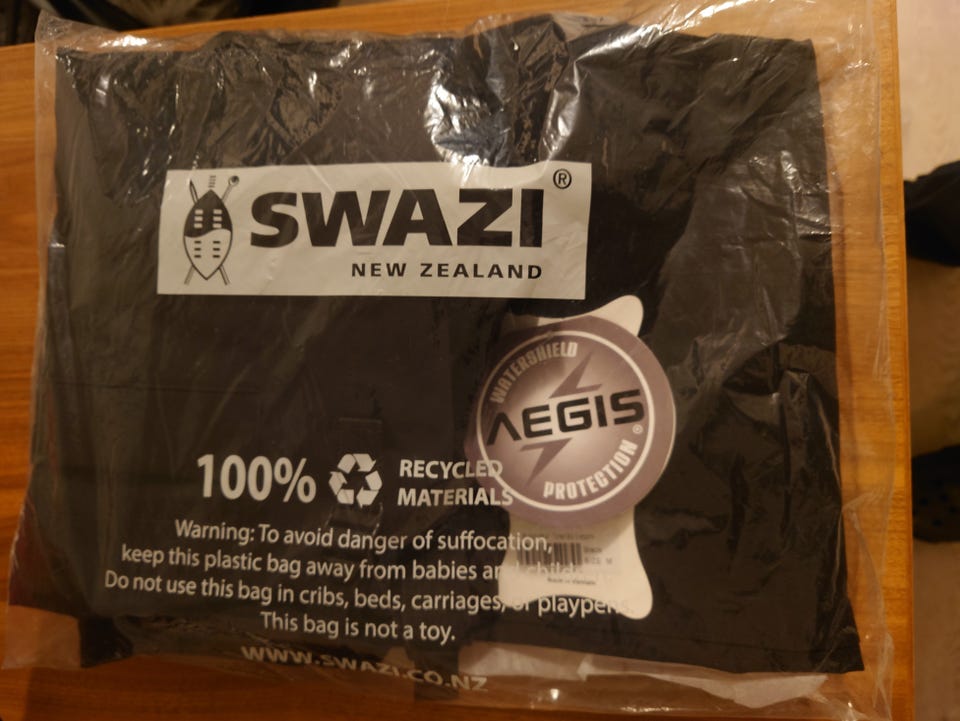 SWAZI®
NEW ZEALAND
WATERSHIELD
AEGIS®
PROTECTION
100% RECYCLED
MATERIALS
Warning: To avoid danger of suffocation,
keep this plastic bag away from babies and
Do not use this bag in cribs, beds, carriages, or playpens.
This bag is not a toy.
WWW.SWAZI.CO.NZ